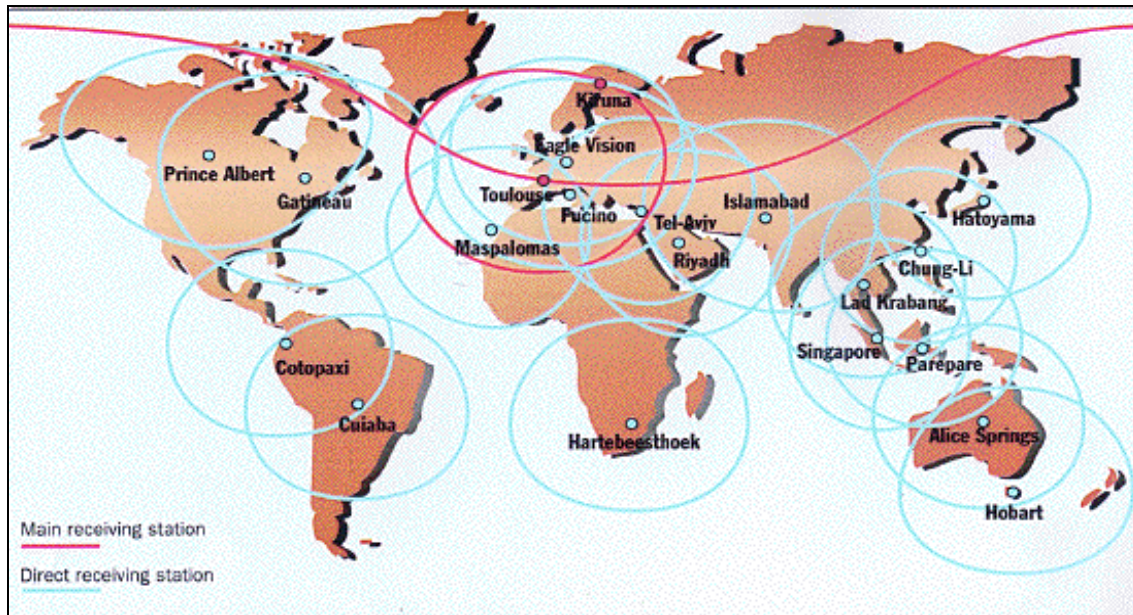 Kiruna
Eagle Vision
Prince Albert
Gatineau
Toulouse
Fucino
Islamabad
Tel-Aviv
Hatoyama
Maspalomas
Riyadh
Chung-Li
Lad Krabang
Singapore
Parepare
Cotopaxi
Cuiaba
Hartebeesthoek
Alice Springs
Hobart
Main receiving station
Direct receiving station